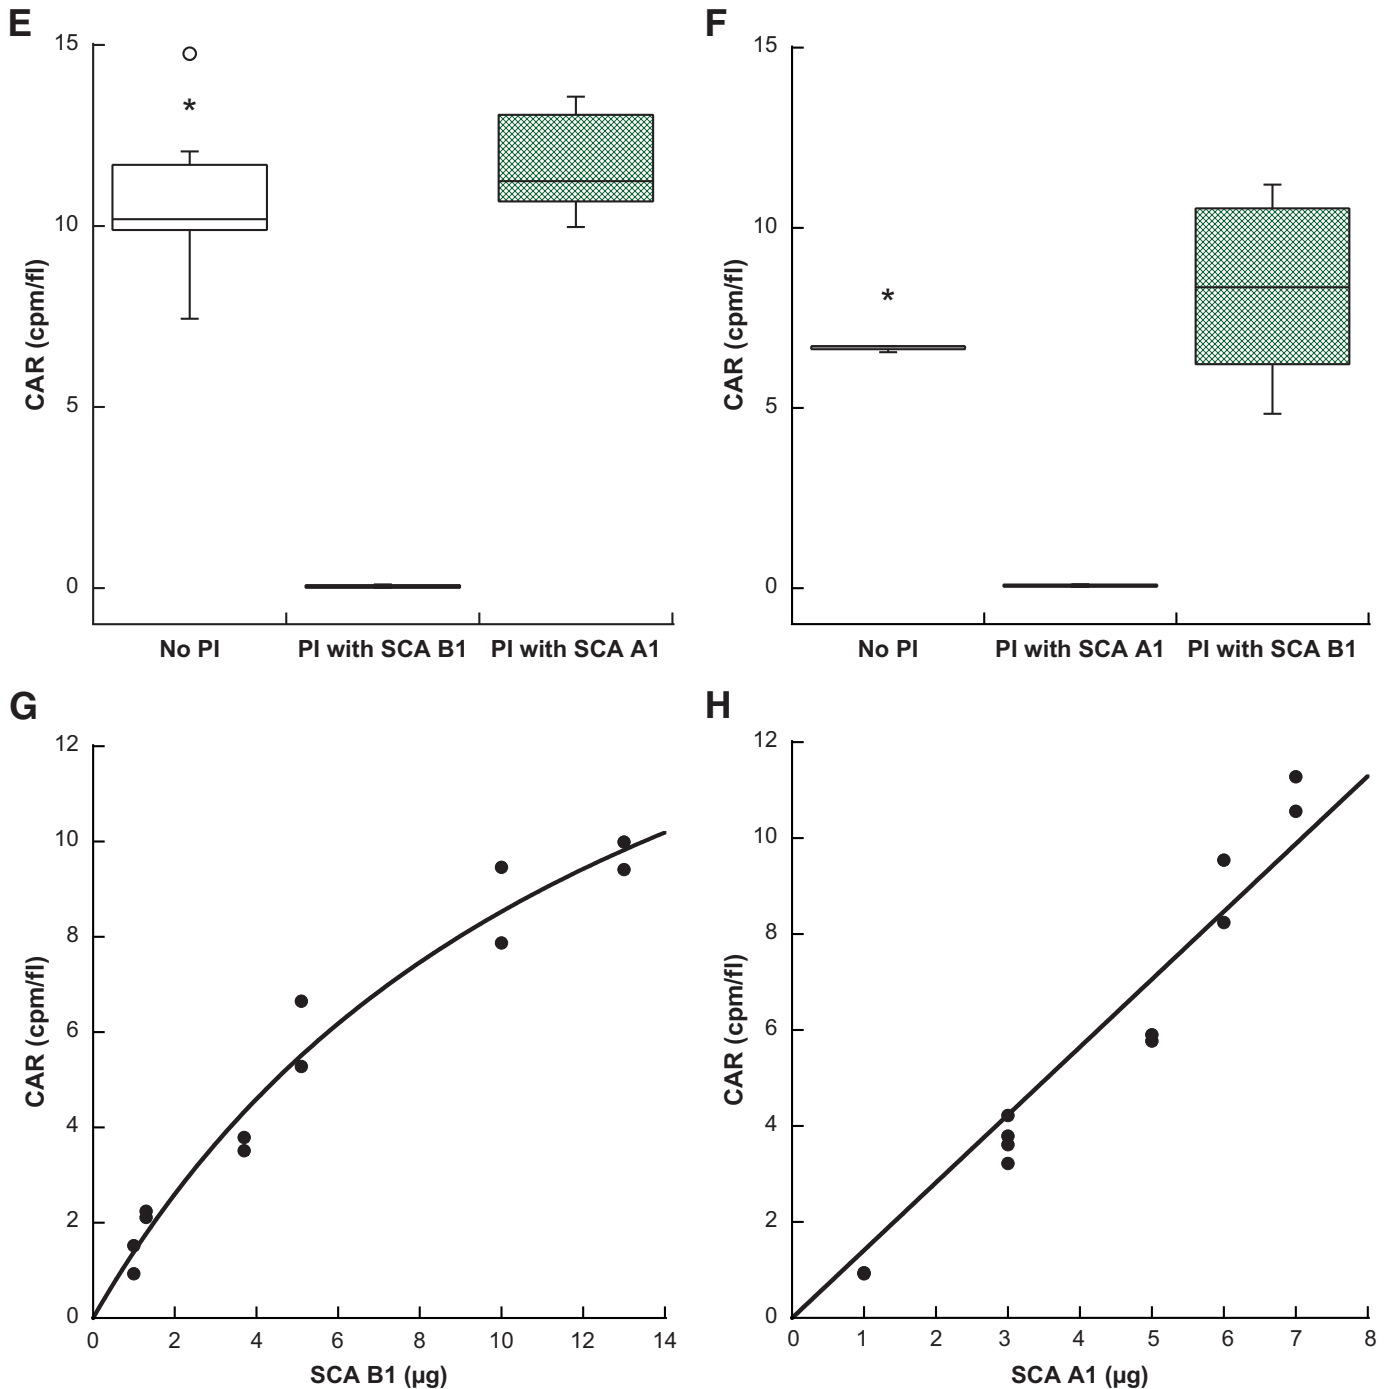 E
15
10
5
0
CAR (cpm/fl)
*
No PI
PI with SCA B1
PI with SCA A1
F
15
10
5
0
CAR (cpm/fl)
*
No PI
PI with SCA A1
PI with SCA B1
G
12
10
8
6
4
2
0
CAR (cpm/fl)
0 2 4 6 8 10 12 14
SCA B1 (µg)
H
12
10
8
6
4
2
0
CAR (cpm/fl)
0 1 2 3 4 5 6 7 8
SCA A1 (µg)